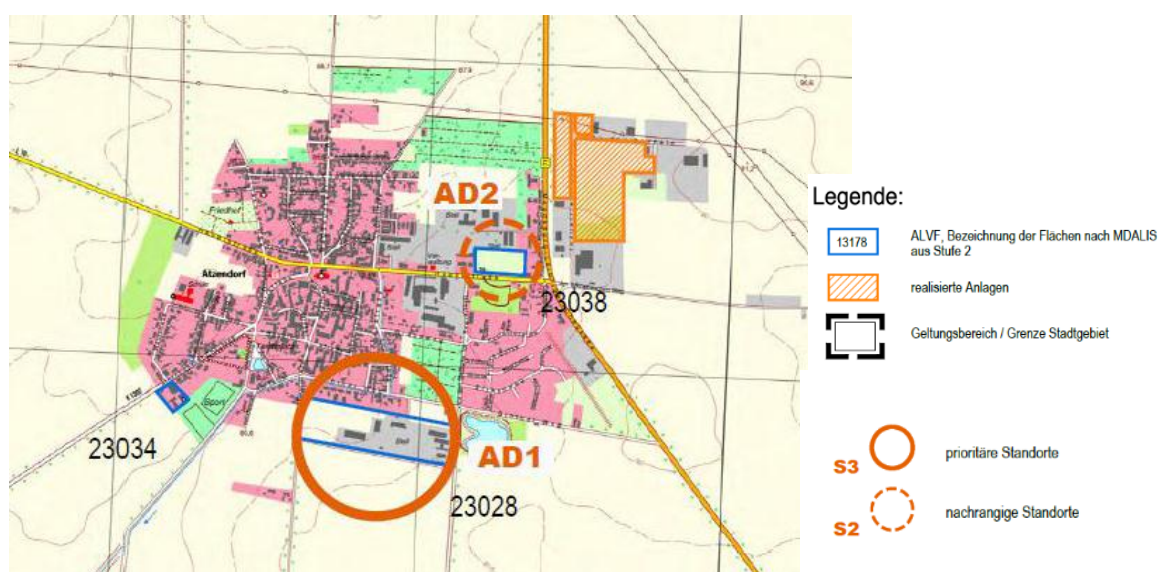 AD2
Friedhof
Atzendorf
23038
Sport
23034
AD1
23028
Legende:
13178
ALVF, Bezeichnung der Flächen nach MDALIS
aus Stufe 2
realisierte Anlagen
Geltungsbereich / Grenze Stadtgebiet
S3
prioritäre Standorte
S2
nachrangige Standorte